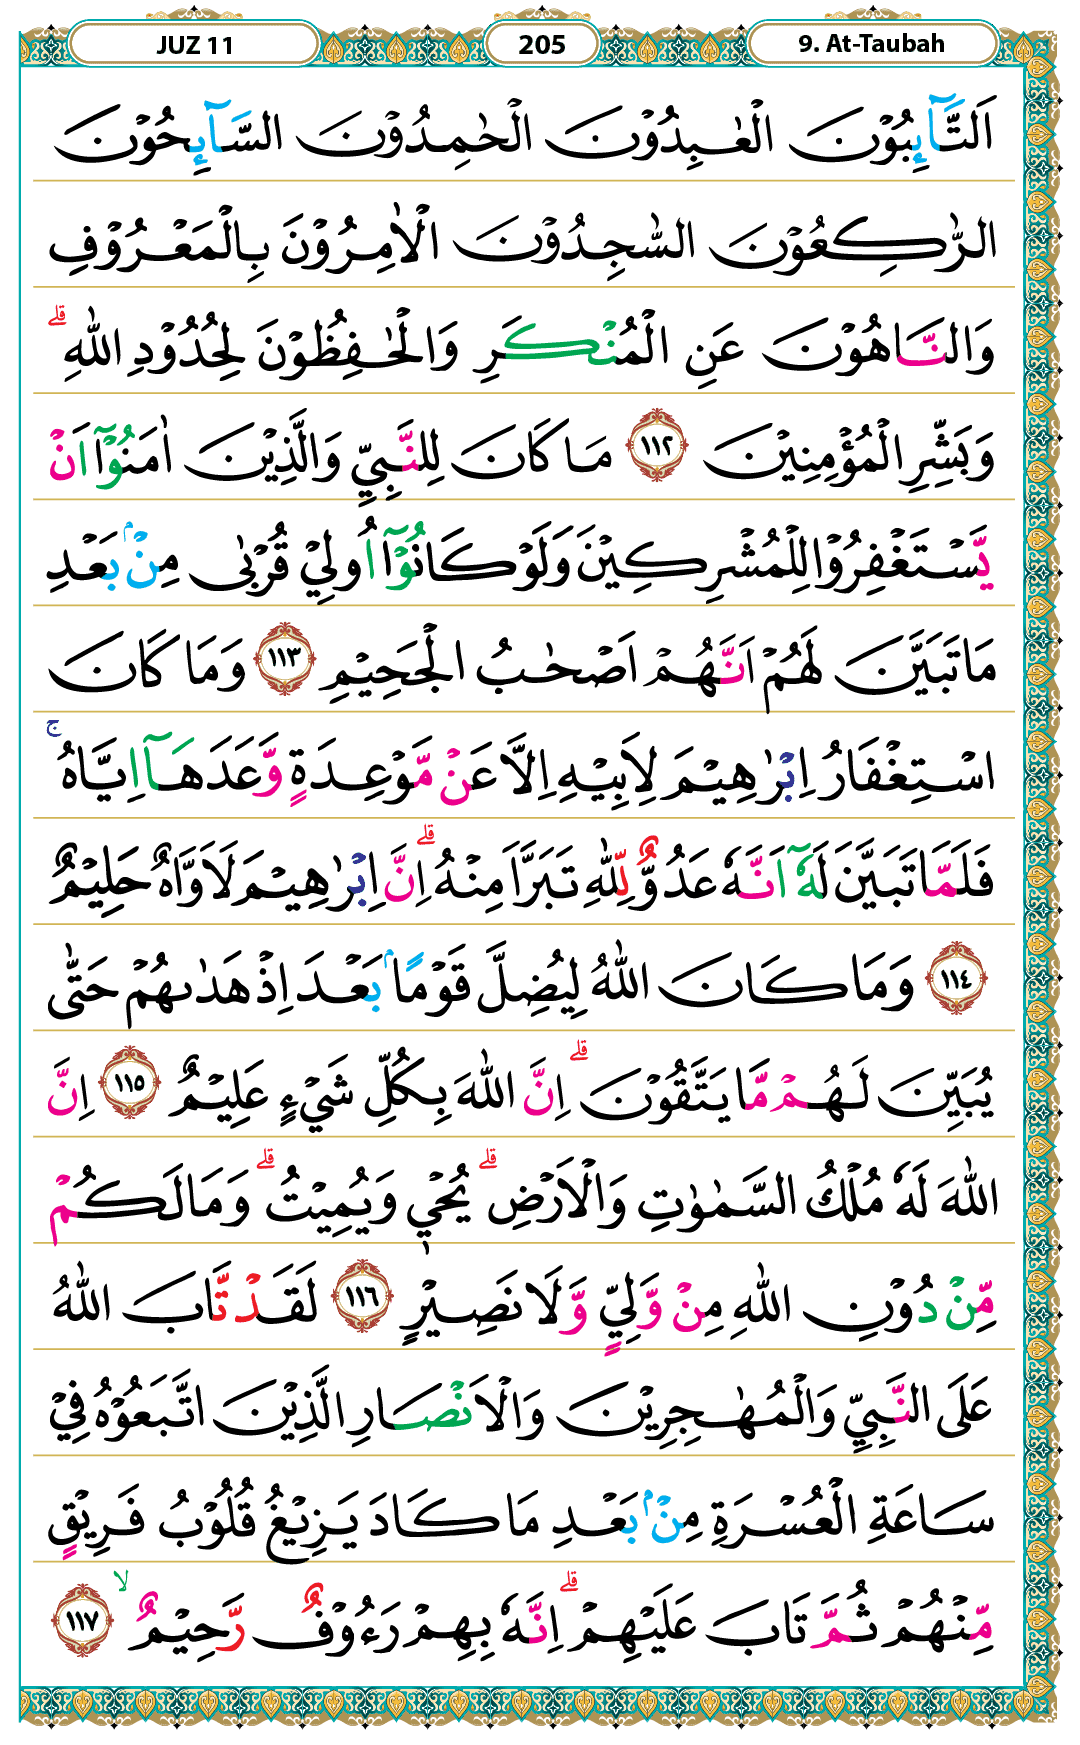 JUZ 11 205 9. At-Taubah
اَلتَّاۤىِٕبُوْنَ الْعٰبِدُوْنَ الْحٰمِدُوْنَ السَّاۤىِٕحُوْنَ
الرّٰكِعُوْنَ السّٰجِدُوْنَ الْاٰمِرُوْنَ بِالْمَعْرُوْفِ
وَالنَّاهُوْنَ عَنِ الْمُنْكَرِ وَالْحٰفِظُوْنَ لِحُدُوْدِ اللّٰهِ ۗ
وَبَشِّرِ الْمُؤْمِنِيْنَ ١١٢ مَا كَانَ لِلنَّبِيِّ وَالَّذِيْنَ اٰمَنُوْٓا اَنْ
يَّسْتَغْفِرُوْا لِلْمُشْرِكِيْنَ وَلَوْ كَانُوْٓا اُولِيْ قُرْبٰى مِنْۢ بَعْدِ
مَا تَبَيَّنَ لَهُمْ اَنَّهُمْ اَصْحٰبُ الْجَحِيْمِ ١١٣ وَمَا كَانَ
اسْتِغْفَارُ اِبْرٰهِيْمَ لِاَبِيْهِ اِلَّا عَنْ مَّوْعِدَةٍ وَّعَدَهَآ اِيَّاهُ ۚ
فَلَمَّا تَبَيَّنَ لَهٗٓ اَنَّهٗ عَدُوٌّ لِّلّٰهِ تَبَرَّاَ مِنْهُ ۗ اِنَّ اِبْرٰهِيْمَ لَاَوَّاهٌ حَلِيْمٌ
١١٤ وَمَا كَانَ اللّٰهُ لِيُضِلَّ قَوْمًاۢ بَعْدَ اِذْ هَدٰىهُمْ حَتّٰى
يُبَيِّنَ لَهُمْ مَّا يَتَّقُوْنَ ۗ اِنَّ اللّٰهَ بِكُلِّ شَيْءٍ عَلِيْمٌ ١١٥ اِنَّ
اللّٰهَ لَهٗ مُلْكُ السَّمٰوٰتِ وَالْاَرْضِ ۗ يُحْيٖ وَيُمِيْتُ ۗ وَمَا لَكُمْ
مِّنْ دُوْنِ اللّٰهِ مِنْ وَّلِيٍّ وَّلَا نَصِيْرٍ ١١٦ لَقَدْ تَّابَ اللّٰهُ
عَلَى النَّبِيِّ وَالْمُهٰجِرِيْنَ وَالْاَنْصَارِ الَّذِيْنَ اتَّبَعُوْهُ فِيْ
سَاعَةِ الْعُسْرَةِ مِنْۢ بَعْدِ مَا كَادَ يَزِيْغُ قُلُوْبُ فَرِيْقٍ
مِّنْهُمْ ثُمَّ تَابَ عَلَيْهِمْ ۗ اِنَّهٗ بِهِمْ رَءُوْفٌ رَّحِيْمٌ ۙ ١١٧